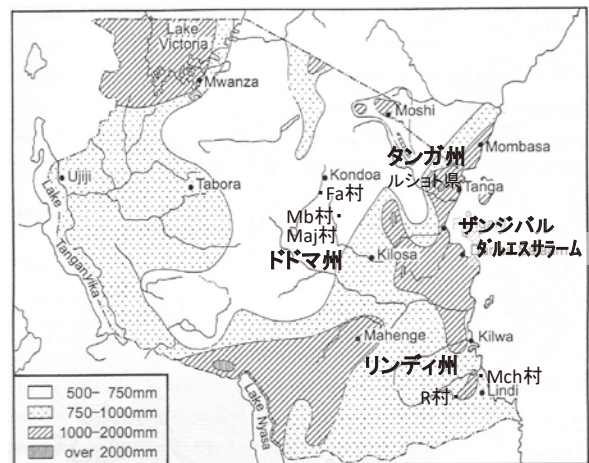 Lake
Victoria
Mwanza
Moshi
Mombasa
タンガ州
ルショト県
Tanga
Ujiji
Tabora
Kondoa
Fa村
Mb村
Maj村
ザンジバル
ダルエスサラーム
ドドマ州
Kilosa
Lake
Tanganyika
Mahenge
Kilwa
リンディ州
Mch村
R村
Lindi
Lake Nyasa
500-750mm
750-1000mm
1000-2000mm
over 2000mm